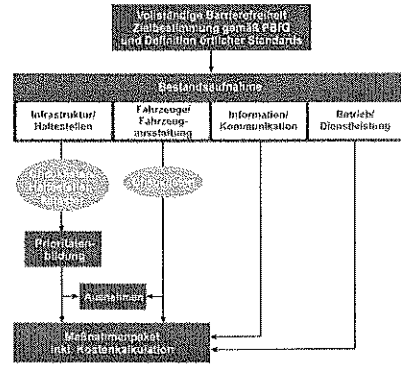 Vollständige Barrierefreiheit
Zielbestimmung gemäß PBfG
und Definition örtlicher Standards
Bestandsaufnahme
Infrastruktur/
Haltestellen
Fahrzeuge/
Fahrzeug-
ausstattung
Information/
Kommunikation
Betrieb/
Dienstleistung
Prioritäten-
bildung
Ausnahmen
Maßnahmenpaket
inkl. Kostenkalkulation